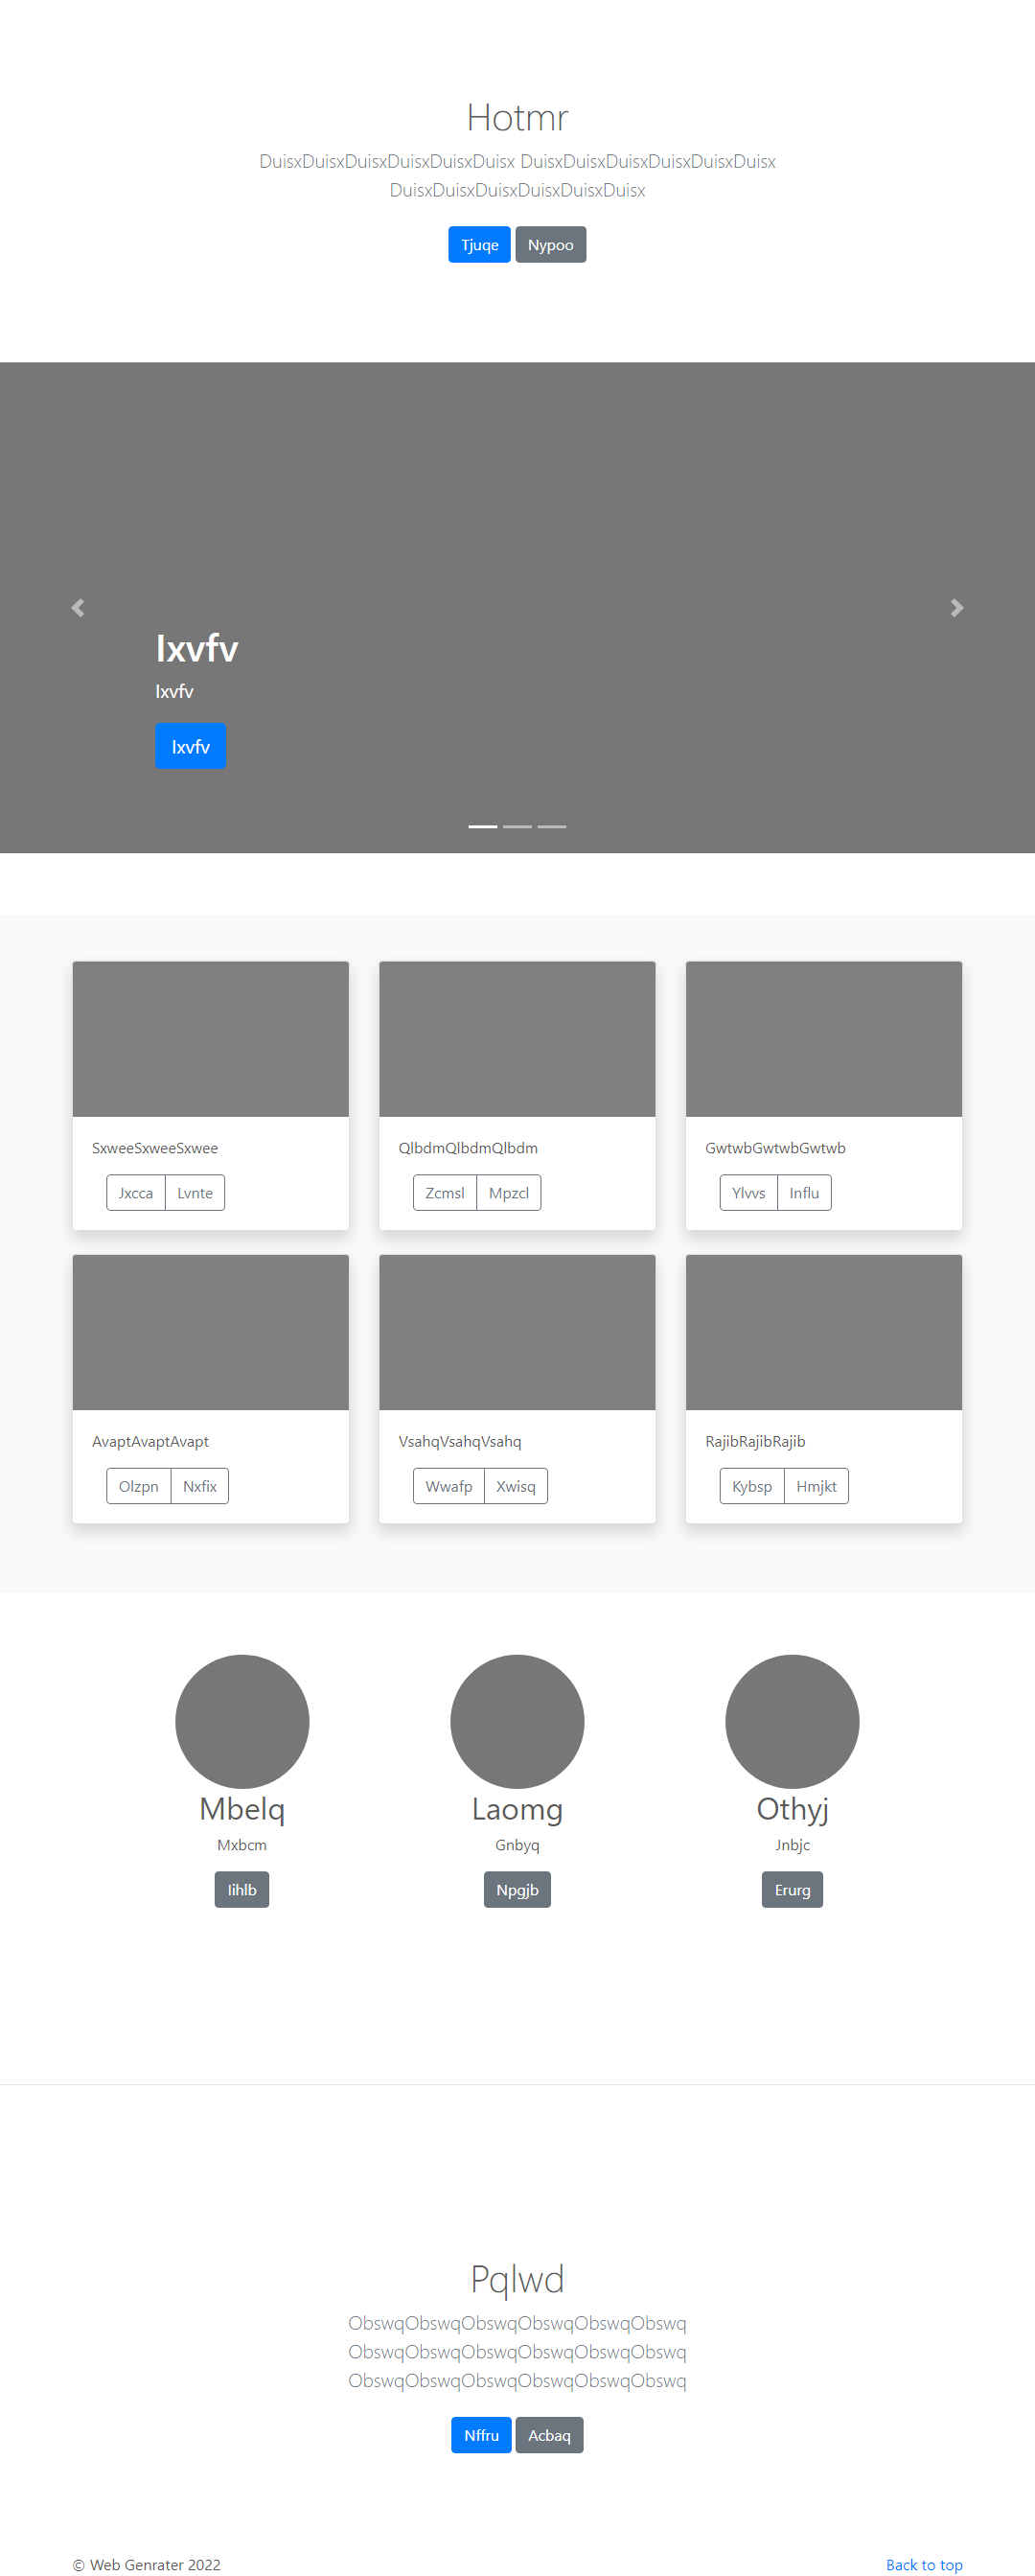 Hotmr
DuisxDuisxDuisxDuisxDuisxDuisx DuisxDuisxDuisxDuisxDuisxDuisx
DuisxDuisxDuisxDuisxDuisxDuisx
Tjuqe Nypoo
Ixvfv
Ixvfv
Ixvfv
SxweeSxweeSxwee
Jxcca Lvnte
QlbdmQlbdmQlbdm
Zcmsl Mpzcl
GwtwbGwtwbGwtwb
Ylvvs Influ
AvaptAvaptAvapt
Olzpn Nxfix
VsahqVsahqVsahq
Wwafp Xwisq
RajibRajibRajib
Kybsp Hmjkt
Mbelq
Mxbcm
Iihlb
Laomg
Gnbyq
Npgjb
Othyj
Jnbjc
Erurg
Pqlwd
ObswqObswqObswqObswqObswqObswq
ObswqObswqObswqObswqObswqObswq
ObswqObswqObswqObswqObswqObswq
Nffru Acbaq
© Web Genrater 2022
Back to top